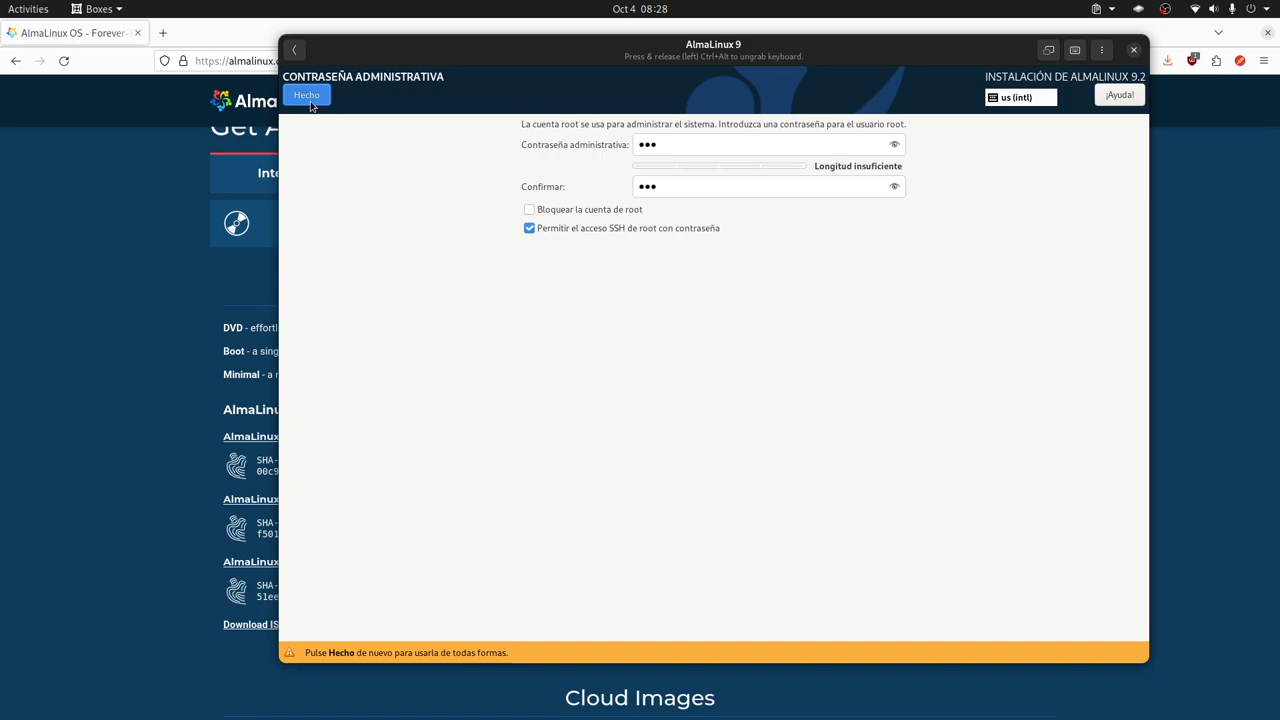 Activities
Boxes
Oct 4 08:28
AlmaLinux OS - Forever-
https://almalinux.o
AlmaLinux 9
Press & release (left) Ctrl+Alt to ungrab keyboard.
CONTRASEÑA ADMINISTRATIVA
INSTALACIÓN DE ALMALINUX 9.2
Hecho
us (intl)
¡Ayuda!
La cuenta root se usa para administrar el sistema. Introduzca una contraseña para el usuario root.
Contraseña administrativa:
●●●
Longitud insuficiente
Confirmar:
●●●
Bloquear la cuenta de root
Permitir el acceso SSH de root con contraseña
Pulse Hecho de nuevo para usarla de todas formas.
Alma
Get A
Inte
DVD - effortl
Boot - a sing
Minimal - a n
AlmaLinu
AlmaLinux
SHA-
00c9
AlmaLinux
SHA-
f501
AlmaLinux
SHA-
51ee
Download IS
Cloud Images